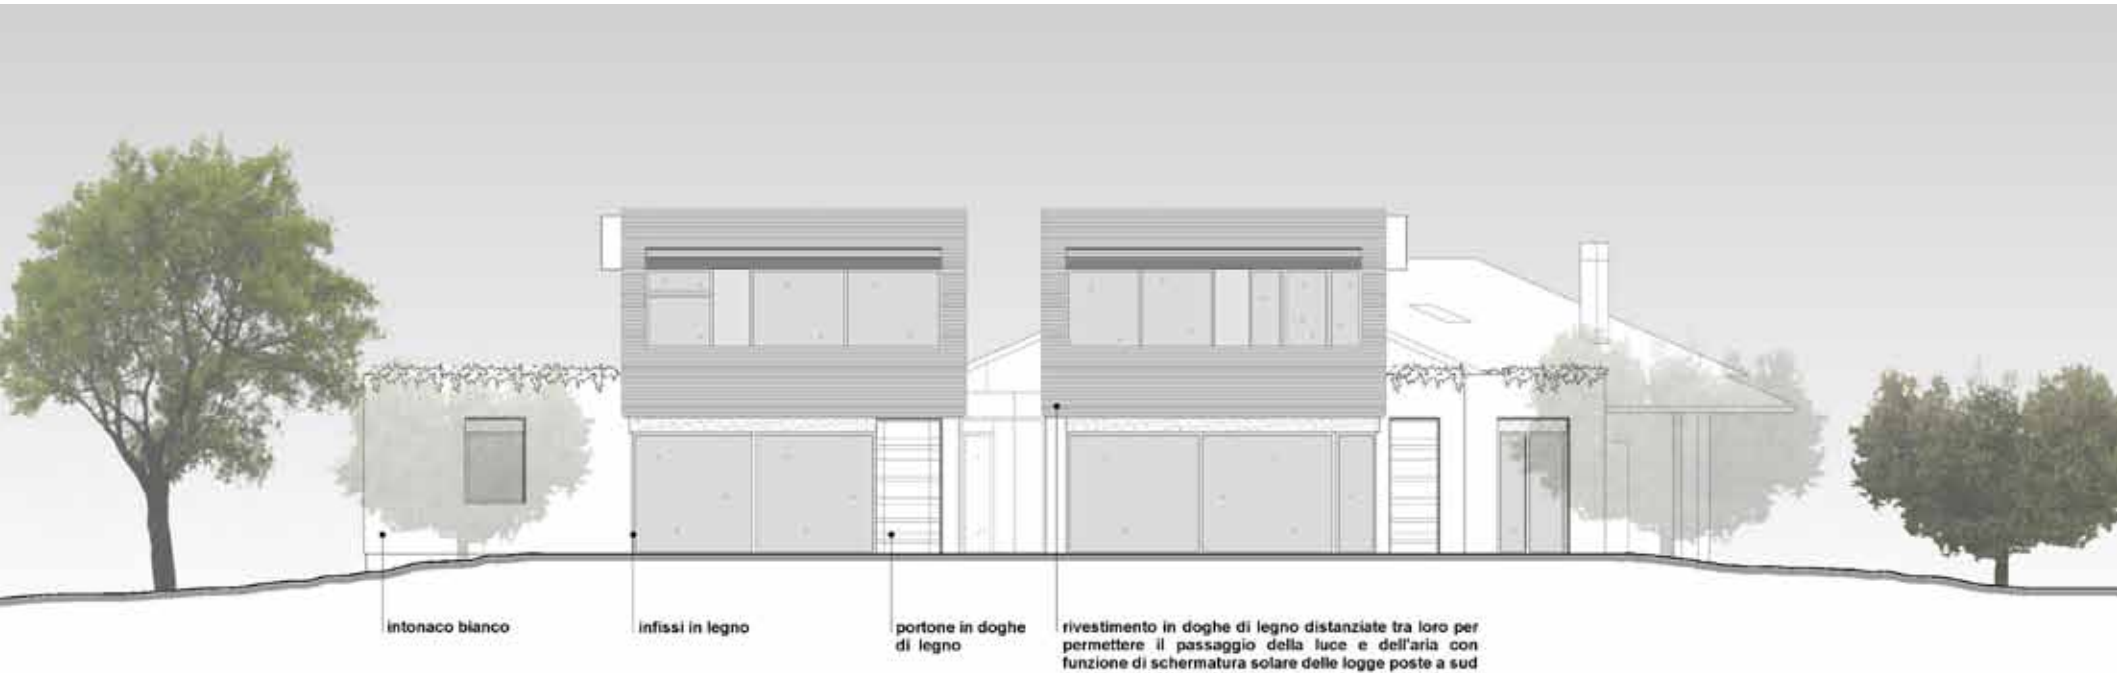 intonaco bianco
infissi in legno
portone in doghe
di legno
rivestimento in doghe di legno distanziate tra loro per
permettere il passaggio della luce e dell'aria con
funzione di schermatura solare delle logge poste a sud